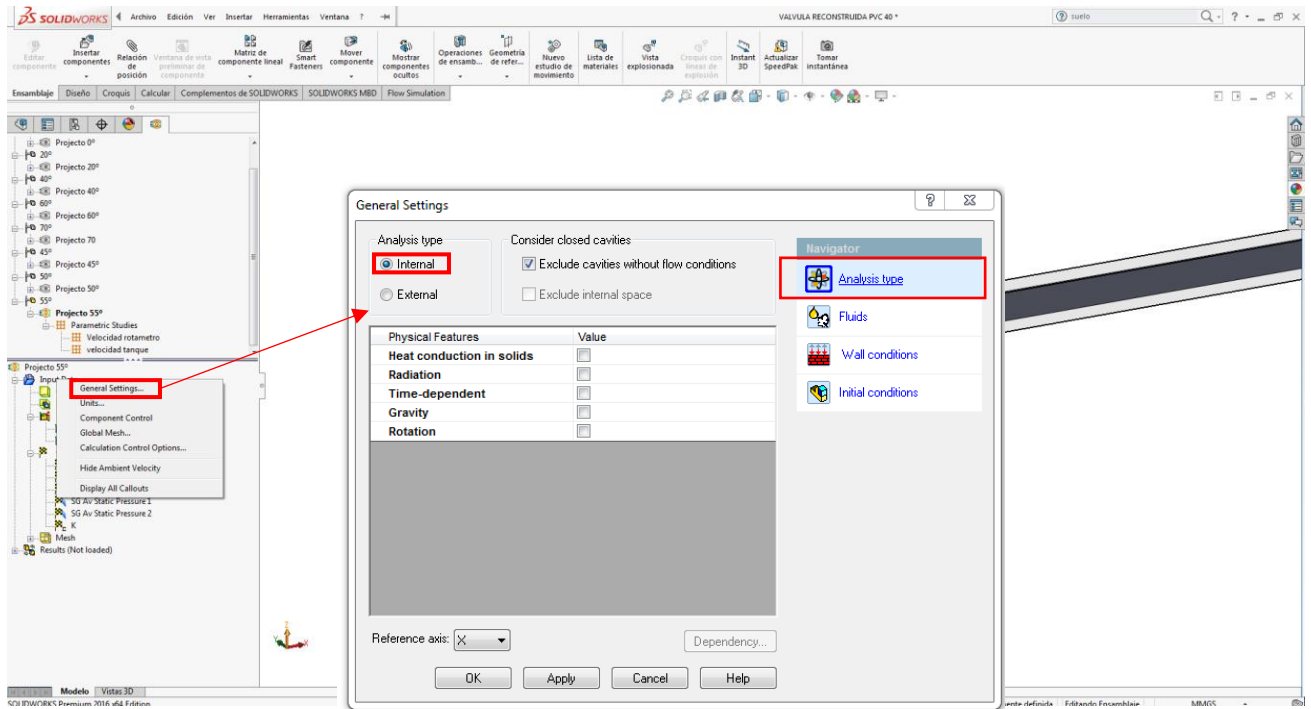 SOLIDWORKS
Archivo Edición Ver Insertar Herramientas Ventana ?
VALVULA RECONSTRUIDA PVC 40 *
suelo
Editar componente
Insertar componentes
Relación de posición
Ventana de vista preliminar de componente
Matriz de componente lineal
Smart Fasteners
Mover componente
Mostrar componentes ocultos
Operaciones de ensamb...
Geometría de refer...
Nuevo estudio de movimiento
Lista de materiales
Vista explosionada
Croquis con líneas de explosión
Instant 3D
Actualizar SpeedPak
Tomar instantánea
Ensamblaje Diseño Croquis Calcular Complementos de SOLIDWORKS SOLIDWORKS MBD Flow Simulation
Projecto 0º
20º
Projecto 20º
40º
Projecto 40º
60º
Projecto 60º
70º
Projecto 70
45º
Projecto 45º
50º
Projecto 50º
55º
Projecto 55º
Parametric Studies
Velocidad rotametro
velocidad tanque
Projecto 55º
General Settings...
Units...
Component Control
Global Mesh...
Calculation Control Options...
Hide Ambient Velocity
Display All Callouts
SG Av Static Pressure 1
SG Av Static Pressure 2
K
Mesh
Results (Not loaded)
General Settings
Analysis type
Internal
External
Consider closed cavities
Exclude cavities without flow conditions
Exclude internal space
Physical Features Value
Heat conduction in solids
Radiation
Time-dependent
Gravity
Rotation
Reference axis: X
Dependency...
OK Apply Cancel Help
Navigator
Analysis type
Fluids
Wall conditions
Initial conditions
Z
X
Modelo Vistas 3D
SOLIDWORKS Premium 2016 x64 Edition
definida Editando Ensamblaje MMGS